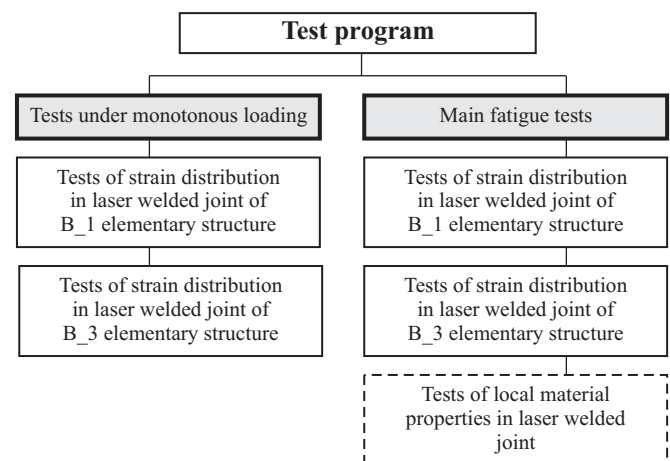 Test program
Tests under monotonous loading
Main fatigue tests
Tests of strain distribution
in laser welded joint of
B_1 elementary structure
Tests of strain distribution
in laser welded joint of
B_1 elementary structure
Tests of strain distribution
in laser welded joint of
B_3 elementary structure
Tests of strain distribution
in laser welded joint of
B_3 elementary structure
Tests of local material
properties in laser welded
joint